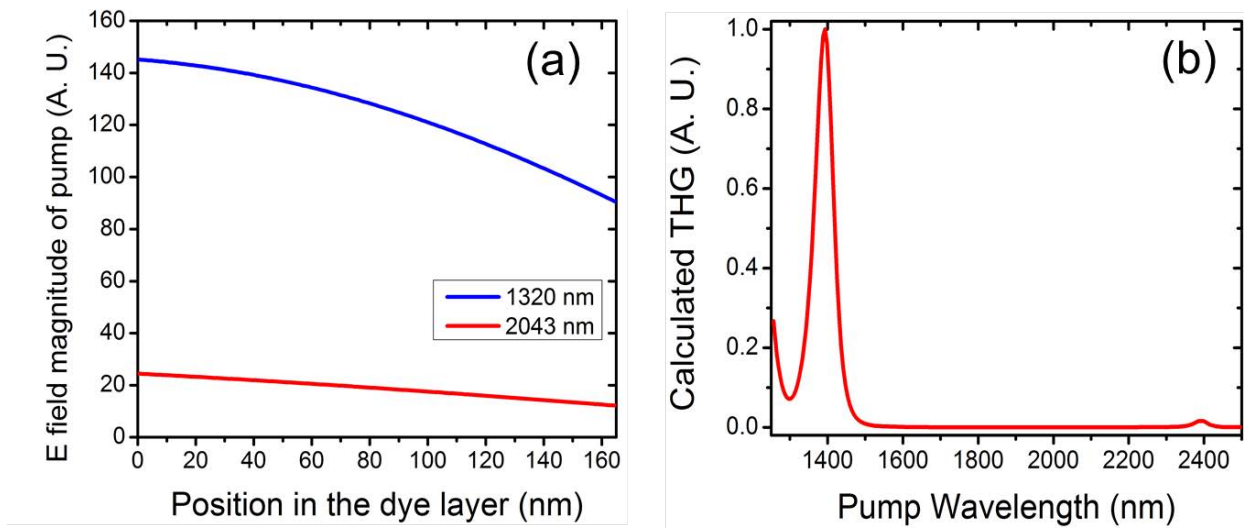 (a)
E field magnitude of pump (A. U.)
160
140
120
100
80
60
40
20
0
1320 nm
2043 nm
0 20 40 60 80 100 120 140 160
Position in the dye layer (nm)
(b)
Calculated THG (A. U.)
1.0
0.8
0.6
0.4
0.2
0.0
1400 1600 1800 2000 2200 2400
Pump Wavelength (nm)